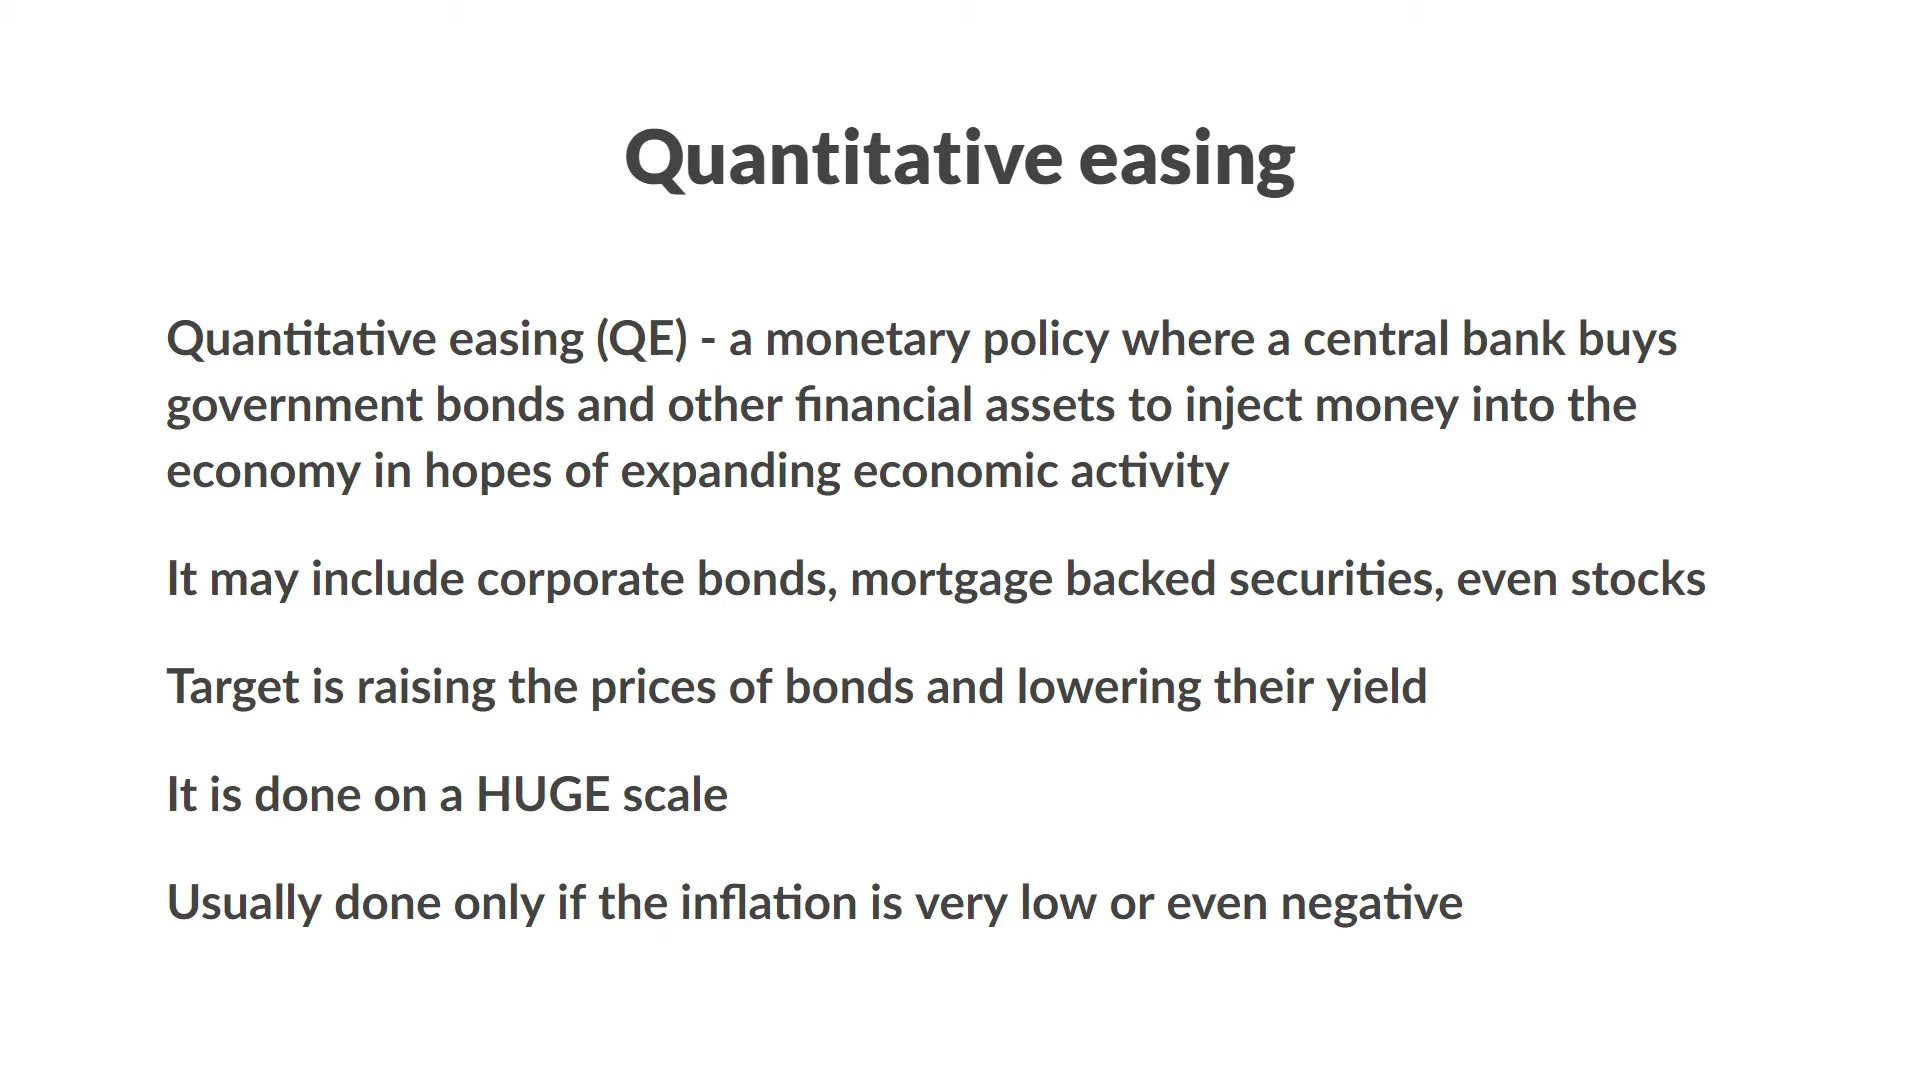 Quantitative easing
Quantitative easing (QE) - a monetary policy where a central bank buys
government bonds and other financial assets to inject money into the
economy in hopes of expanding economic activity
It may include corporate bonds, mortgage backed securities, even stocks
Target is raising the prices of bonds and lowering their yield
It is done on a HUGE scale
Usually done only if the inflation is very low or even negative